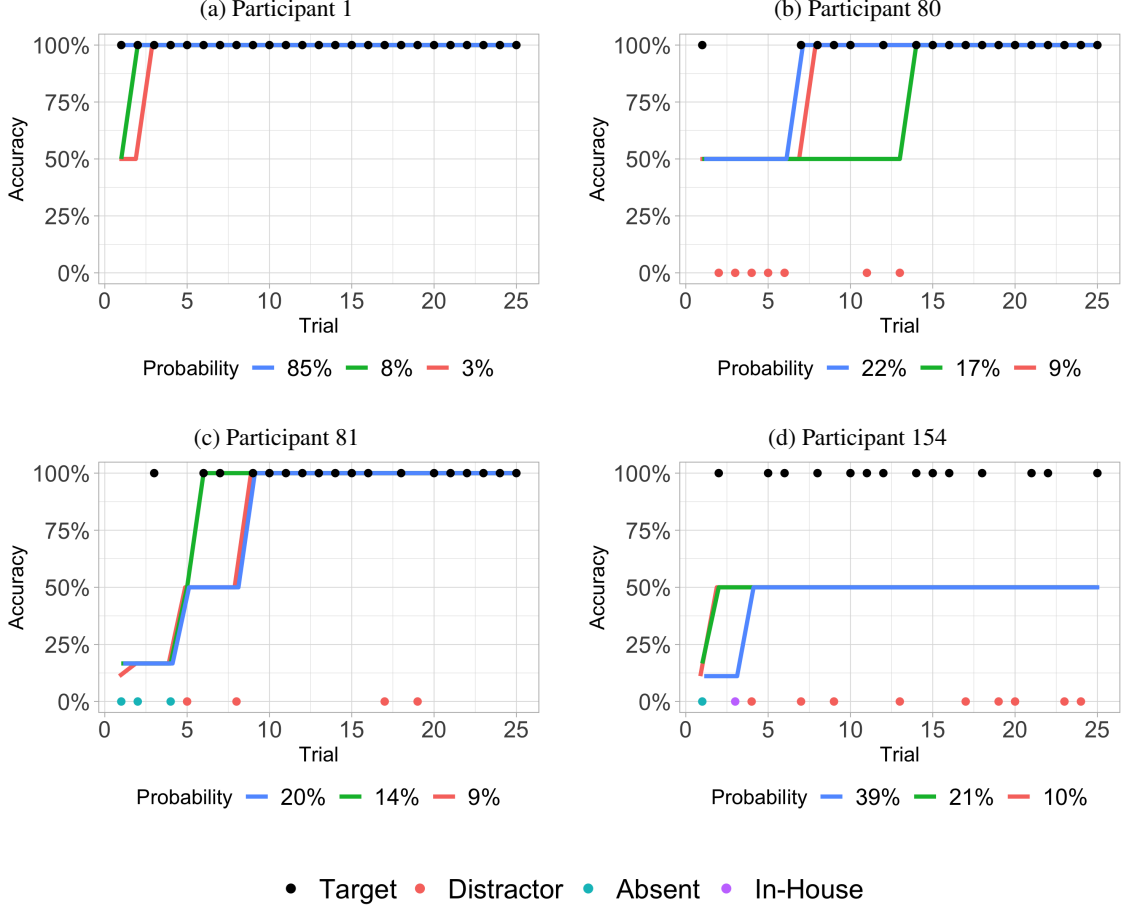 (a) Participant 1
(b) Participant 80
Accuracy
100%
75%
50%
25%
0%
0 5 10 15 20 25
Trial
Probability 85% 8% 3%
Accuracy
100%
75%
50%
25%
0%
0 5 10 15 20 25
Trial
Probability 22% 17% 9%
(c) Participant 81
(d) Participant 154
Accuracy
100%
75%
50%
25%
0%
0 5 10 15 20 25
Trial
Probability 20% 14% 9%
Accuracy
100%
75%
50%
25%
0%
0 5 10 15 20 25
Trial
Probability 39% 21% 10%
Target Distractor Absent In-House